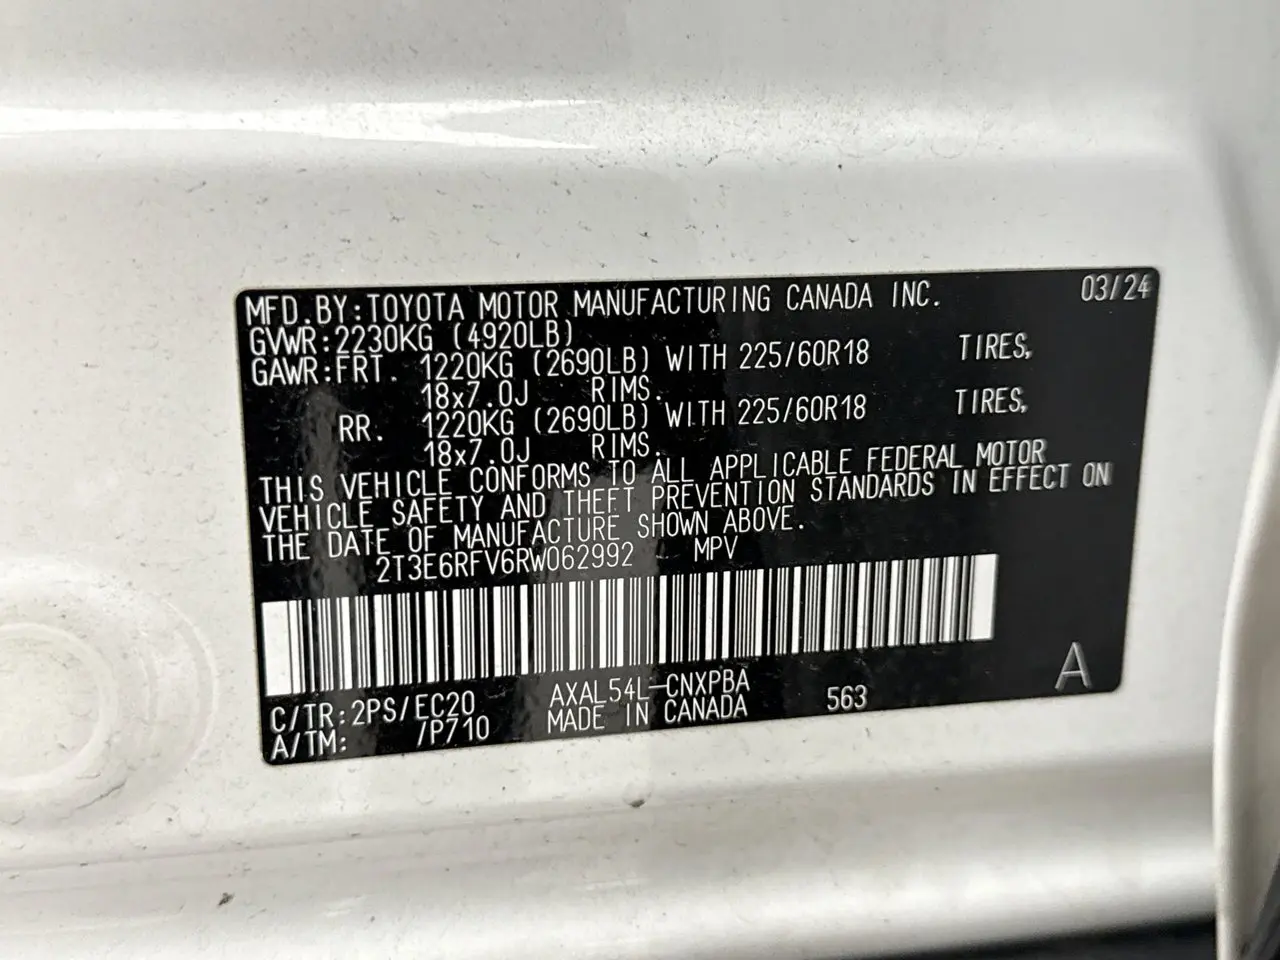 MFD.BY:TOYOTA MOTOR MANUFACTURING CANADA INC. 03/24
GVWR:2230KG (4920LB)
GAWR:FRT. 1220KG (2690LB) WITH 225/60R18 TIRES,
18x7.0J RIMS.
RR. 1220KG (2690LB) WITH 225/60R18 TIRES,
18x7.0J RIMS.
THIS VEHICLE CONFORMS TO ALL APPLICABLE FEDERAL MOTOR
VEHICLE SAFETY AND THEFT PREVENTION STANDARDS IN EFFECT ON
THE DATE OF MANUFACTURE SHOWN ABOVE.
2T3E6RFV6RW062992 MPV
C/TR:2PS/EC20 AXAL54L-CNXPBA 563 A
A/TM: /P710 MADE IN CANADA